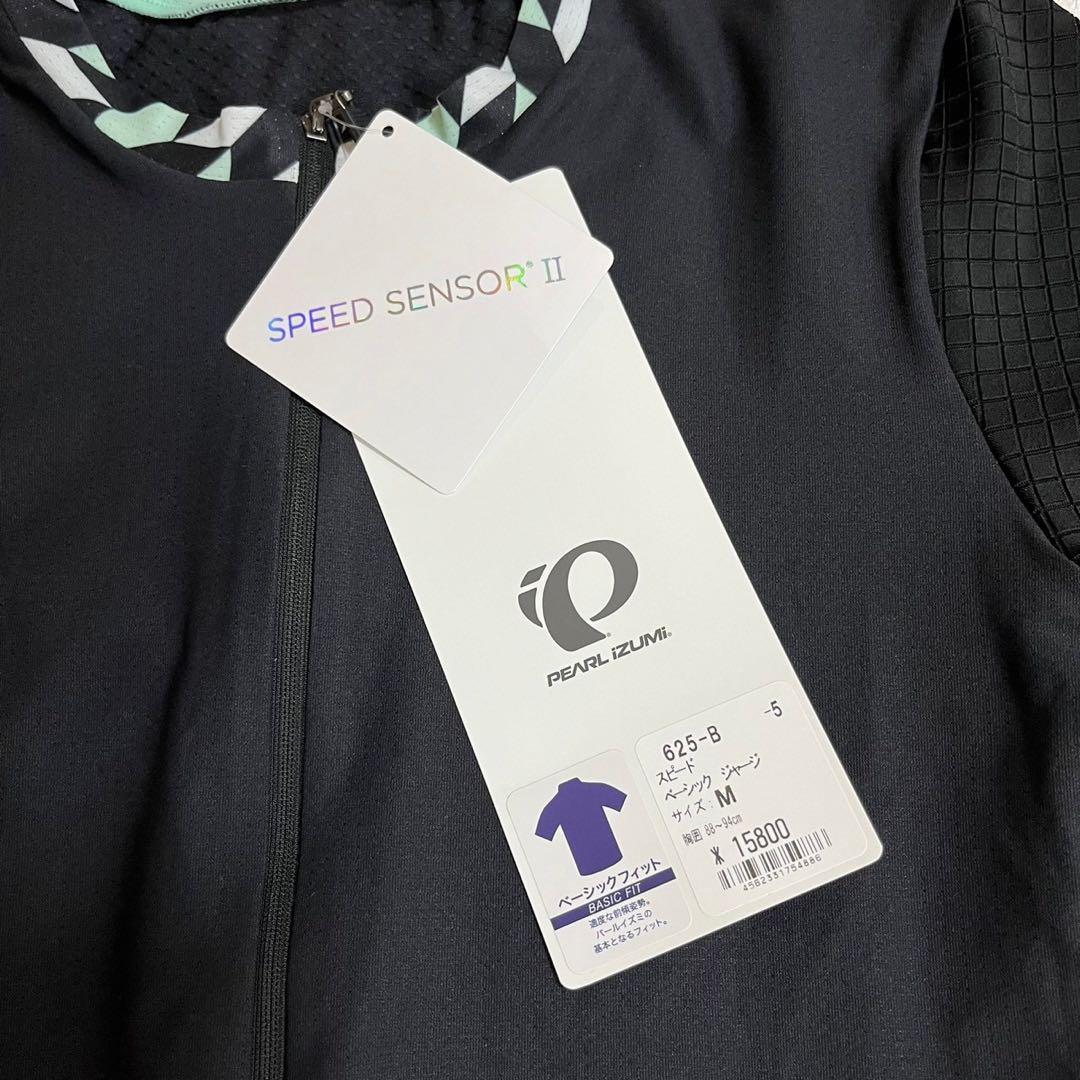 SPEED SENSOR® II
PEARL iZUMi®
625-B -5
スピード
ベーシック ジャージ
サイズ: M
胸囲 88～94cm
¥ 15800
4582331754886
ベーシックフィット
BASIC FIT
適度な前傾姿勢。
パールイズミの
基本となるフィット。